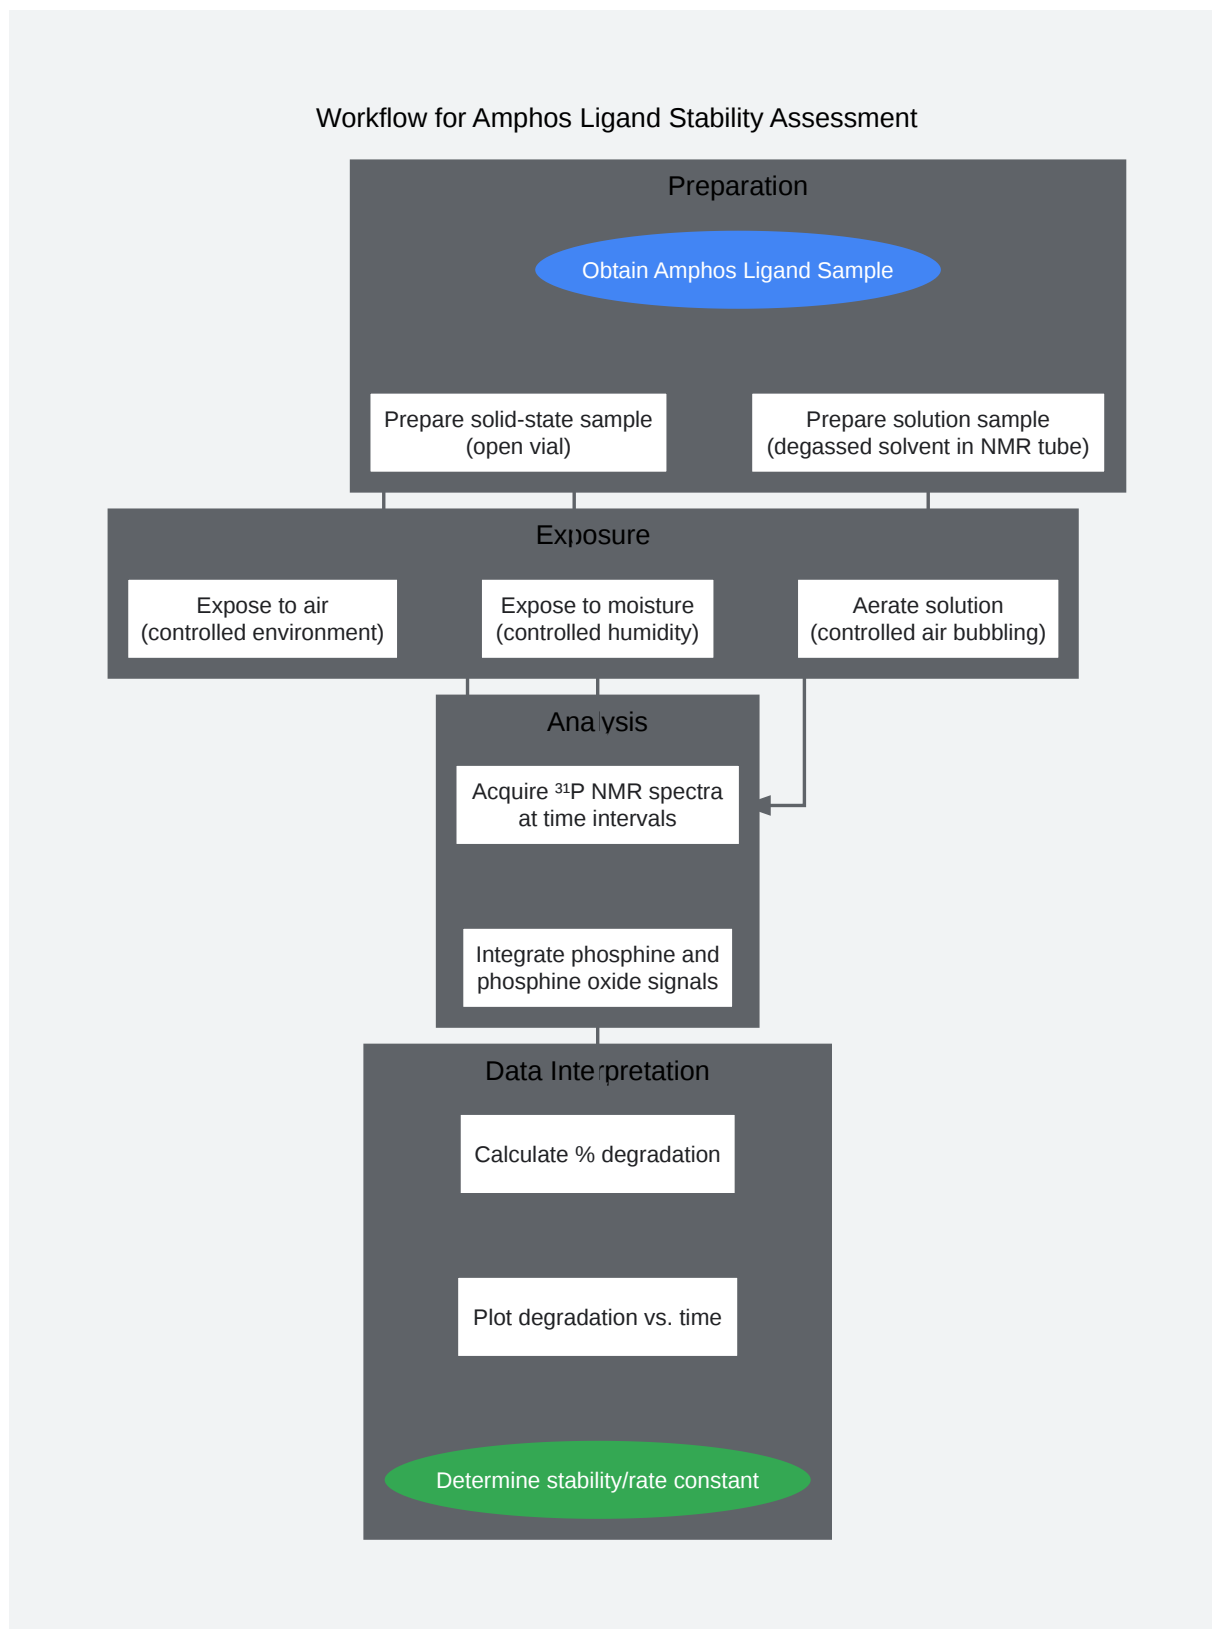 Workflow for Amphos Ligand Stability Assessment
Preparation
Obtain Amphos Ligand Sample
Prepare solid-state sample
(open vial)
Prepare solution sample
(degassed solvent in NMR tube)
Exposure
Expose to air
(controlled environment)
Expose to moisture
(controlled humidity)
Aerate solution
(controlled air bubbling)
Analysis
Acquire ³¹P NMR spectra
at time intervals
Integrate phosphine and
phosphine oxide signals
Data Interpretation
Calculate % degradation
Plot degradation vs. time
Determine stability/rate constant